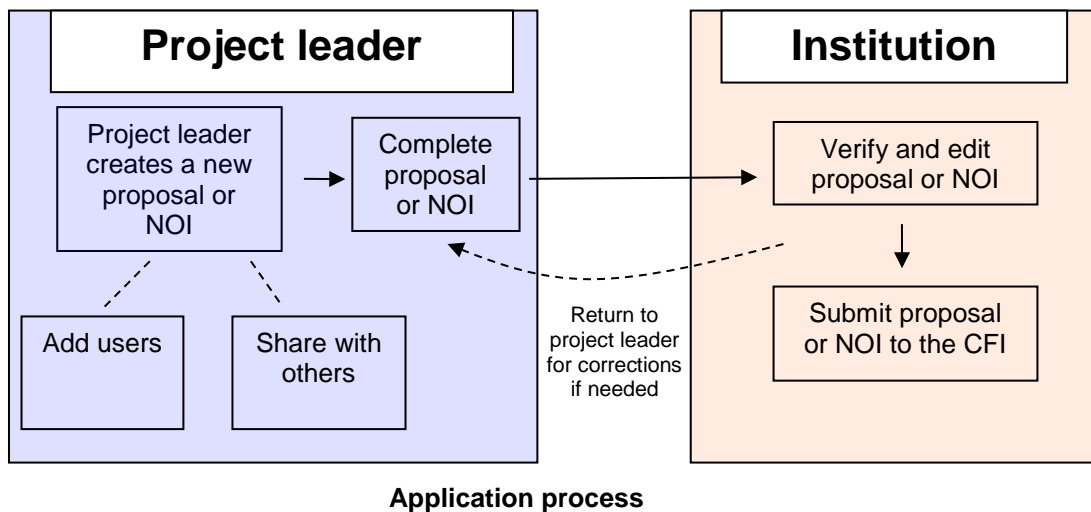 Project leader
Institution
Project leader
creates a new
proposal or
NOI
Complete
proposal
or NOI
Verify and edit
proposal or NOI
Add users
Share with
others
Return to
project leader
for corrections
if needed
Submit proposal
or NOI to the CFI
Application process